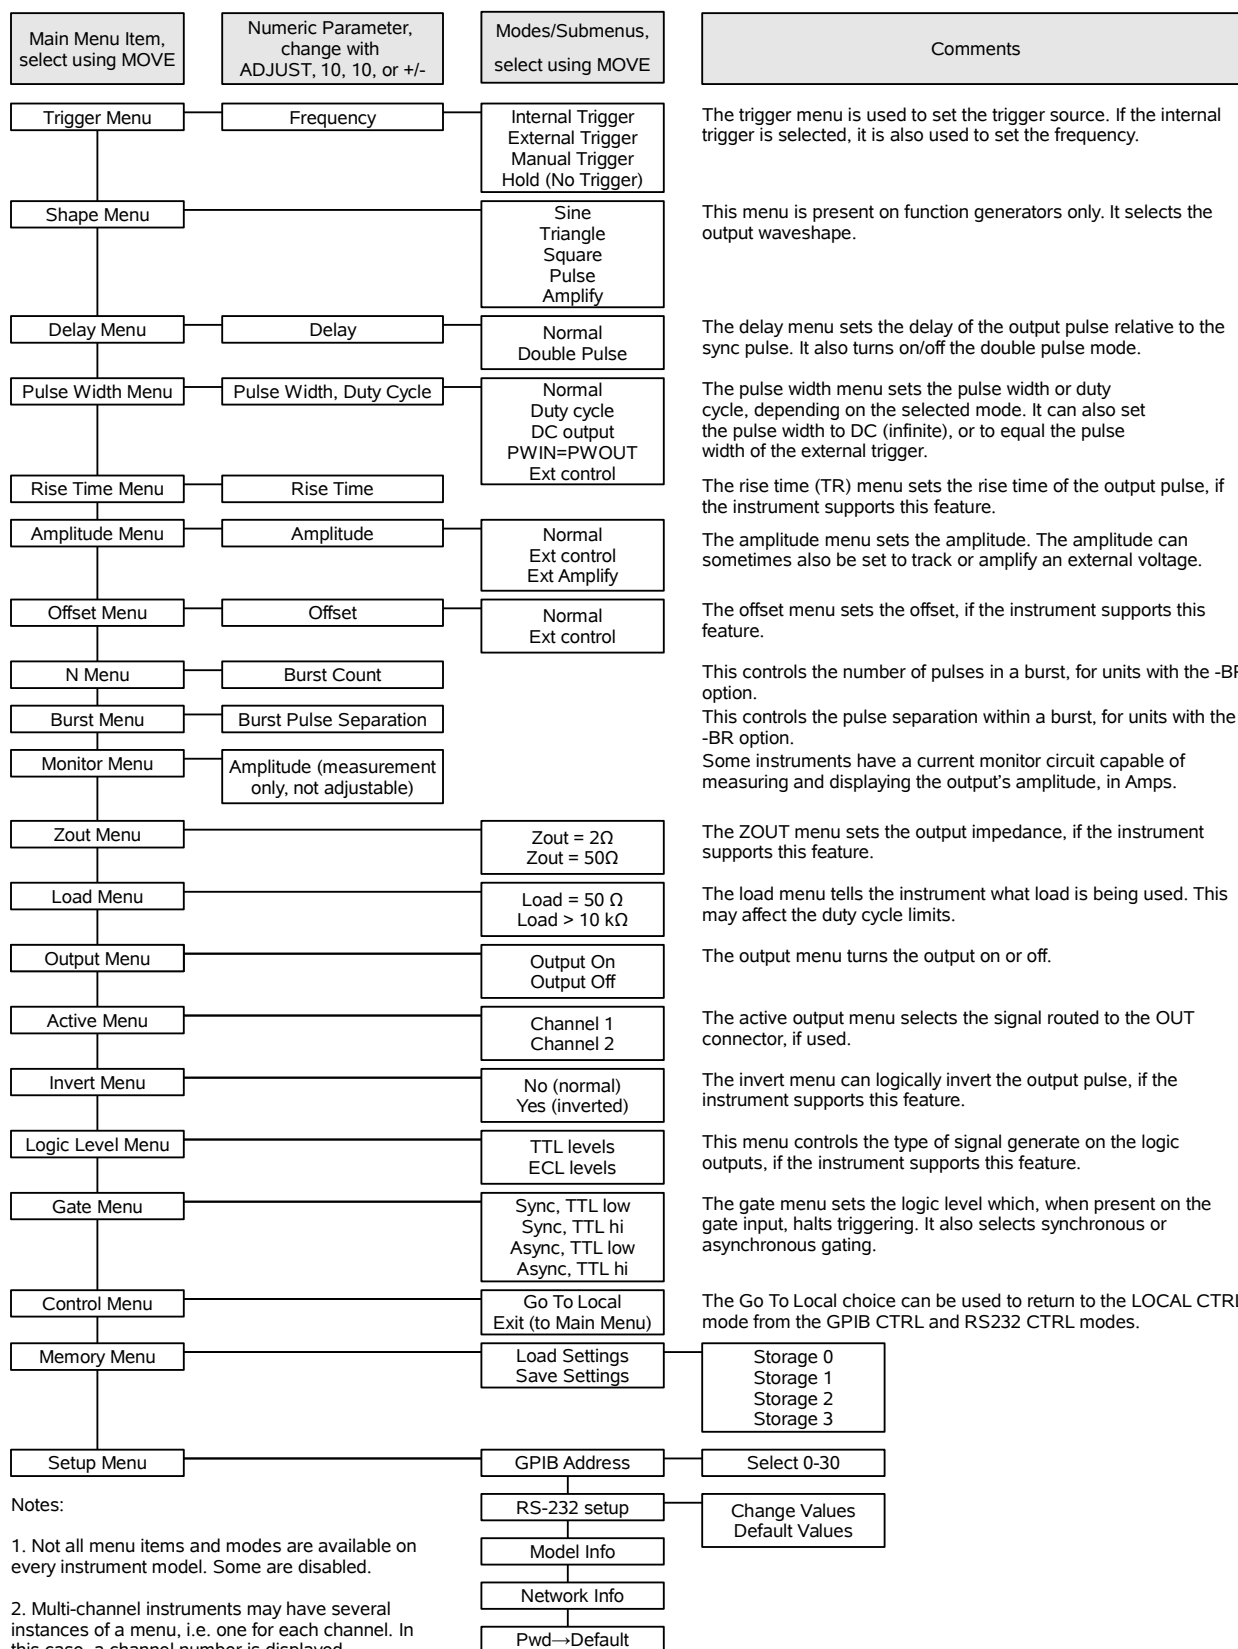 Main Menu Item,
select using MOVE
Numeric Parameter,
change with
ADJUST, 10, 10, or +/-
Modes/Submenus,
select using MOVE
Comments
Trigger Menu
Frequency
Internal Trigger
External Trigger
Manual Trigger
Hold (No Trigger)
The trigger menu is used to set the trigger source. If the internal
trigger is selected, it is also used to set the frequency.
Shape Menu
Sine
Triangle
Square
Pulse
Amplify
This menu is present on function generators only. It selects the
output waveshape.
Delay Menu
Delay
Normal
Double Pulse
The delay menu sets the delay of the output pulse relative to the
sync pulse. It also turns on/off the double pulse mode.
Pulse Width Menu
Pulse Width, Duty Cycle
Normal
Duty cycle
DC output
PWIN=PWOUT
Ext control
The pulse width menu sets the pulse width or duty
cycle, depending on the selected mode. It can also set
the pulse width to DC (infinite), or to equal the pulse
width of the external trigger.
Rise Time Menu
Rise Time
The rise time (TR) menu sets the rise time of the output pulse, if
the instrument supports this feature.
Amplitude Menu
Amplitude
Normal
Ext control
Ext Amplify
The amplitude menu sets the amplitude. The amplitude can
sometimes also be set to track or amplify an external voltage.
Offset Menu
Offset
Normal
Ext control
The offset menu sets the offset, if the instrument supports this
feature.
N Menu
Burst Count
This controls the number of pulses in a burst, for units with the -BR
option.
Burst Menu
Burst Pulse Separation
This controls the pulse separation within a burst, for units with the
-BR option.
Monitor Menu
Amplitude (measurement
only, not adjustable)
Some instruments have a current monitor circuit capable of
measuring and displaying the output's amplitude, in Amps.
Zout Menu
Zout = 2Ω
Zout = 50Ω
The ZOUT menu sets the output impedance, if the instrument
supports this feature.
Load Menu
Load = 50 Ω
Load > 10 kΩ
The load menu tells the instrument what load is being used. This
may affect the duty cycle limits.
Output Menu
Output On
Output Off
The output menu turns the output on or off.
Active Menu
Channel 1
Channel 2
The active output menu selects the signal routed to the OUT
connector, if used.
Invert Menu
No (normal)
Yes (inverted)
The invert menu can logically invert the output pulse, if the
instrument supports this feature.
Logic Level Menu
TTL levels
ECL levels
This menu controls the type of signal generate on the logic
outputs, if the instrument supports this feature.
Gate Menu
Sync, TTL low
Sync, TTL hi
Async, TTL low
Async, TTL hi
The gate menu sets the logic level which, when present on the
gate input, halts triggering. It also selects synchronous or
asynchronous gating.
Control Menu
Go To Local
Exit (to Main Menu)
The Go To Local choice can be used to return to the LOCAL CTRL
mode from the GPIB CTRL and RS232 CTRL modes.
Memory Menu
Load Settings
Save Settings
Storage 0
Storage 1
Storage 2
Storage 3
Setup Menu
GPIB Address
Select 0-30
RS-232 setup
Change Values
Default Values
Model Info
Network Info
Pwd→Default
Notes:
1. Not all menu items and modes are available on
every instrument model. Some are disabled.
2. Multi-channel instruments may have several
instances of a menu, i.e. one for each channel. In
this case, a channel number is displayed